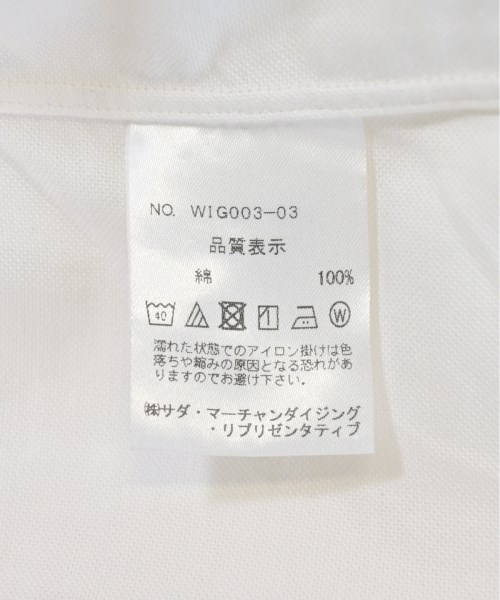 NO. WIG003-03
品質表示
綿 100%
40 W
濡れた状態でのアイロン掛けは色
落ちや縮みの原因となる恐れがあ
りますのでお避け下さい。
㈱サダ・マーチャンダイジング
・リプリゼンタティブ